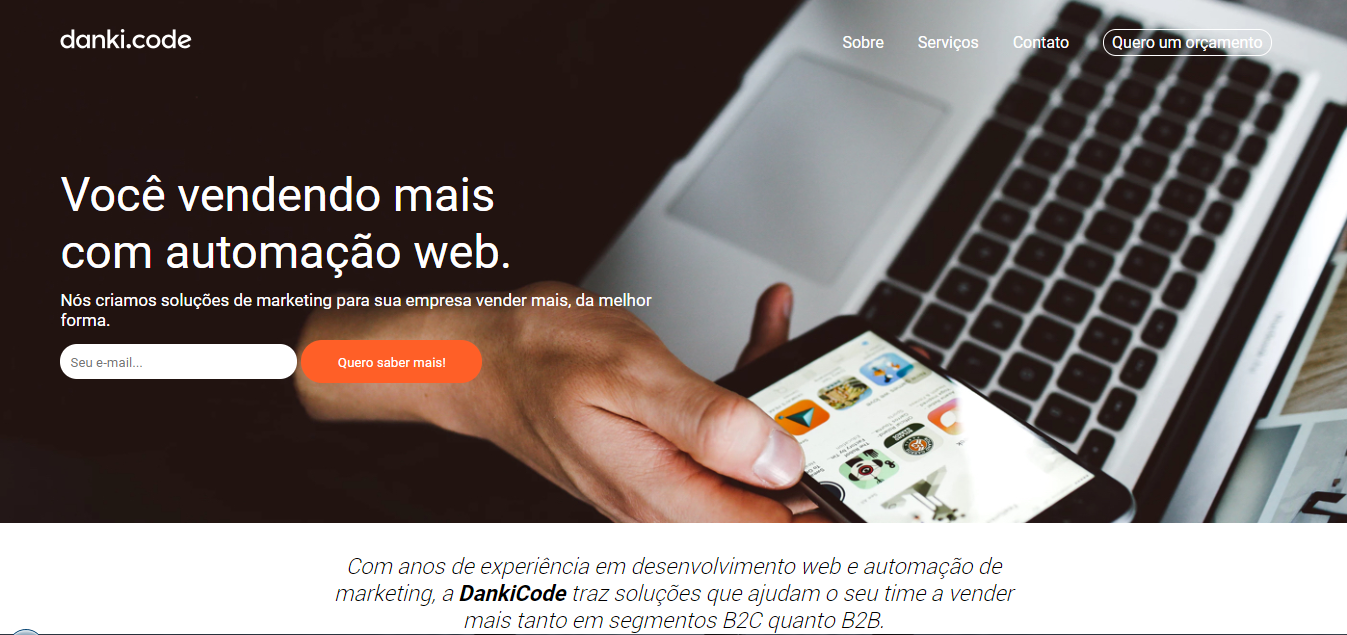 danki.code
Sobre Serviços Contato Quero um orçamento
Você vendendo mais
com automação web.
Nós criamos soluções de marketing para sua empresa vender mais, da melhor
forma.
Seu e-mail... Quero saber mais!
Com anos de experiência em desenvolvimento web e automação de
marketing, a DankiCode traz soluções que ajudam o seu time a vender
mais tanto em segmentos B2C quanto B2B.